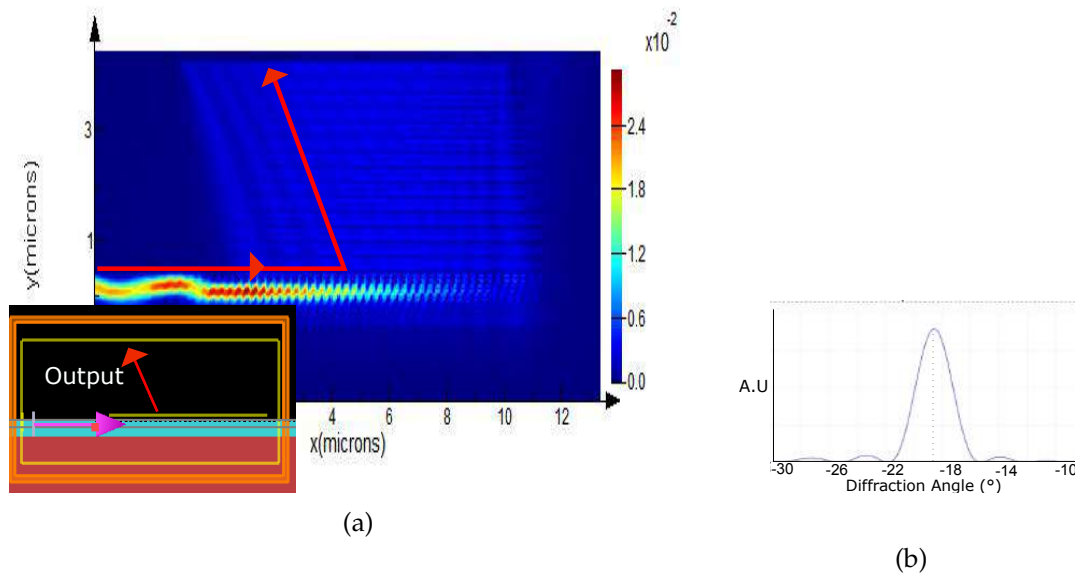 x10
-2
3
1
y(microns)
2.4
1.8
1.2
0.6
0.0
4 6 8 10 12
x(microns)
Output
(a)
A.U
-30 -26 -22 -18 -14 -10
Diffraction Angle (°)
(b)